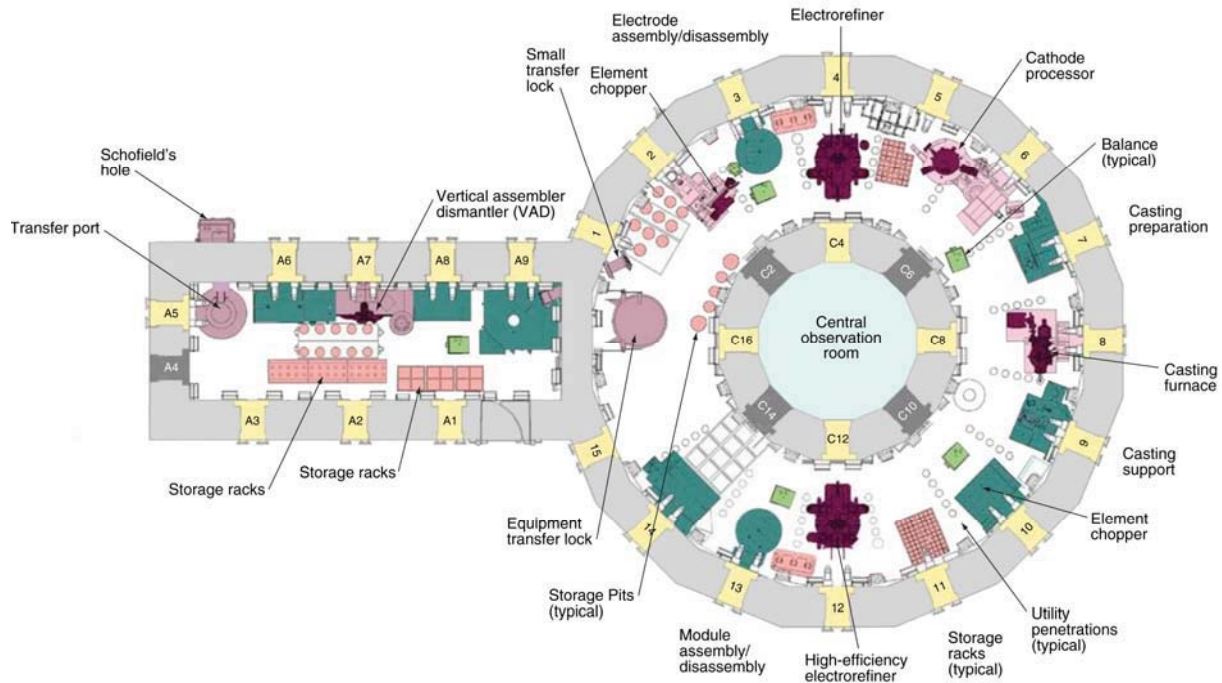 Electrode
assembly/disassembly
Electrorefiner
Small
transfer
lock
Element
chopper
Cathode
processor
Balance
(typical)
Schofield's
hole
Transfer port
Vertical assembler
dismantler (VAD)
Casting
preparation
Central
observation
room
Casting
furnace
Casting
support
Element
chopper
Utility
penetrations
(typical)
Storage
racks
(typical)
High-efficiency
electrorefiner
Module
assembly/
disassembly
Storage Pits
(typical)
Equipment
transfer lock
Storage racks
Storage racks
1
2
3
4
5
6
7
8
9
10
11
12
13
14
15
A1
A2
A3
A4
A5
A6
A7
A8
A9
C2
C4
C6
C8
C10
C12
C14
C16